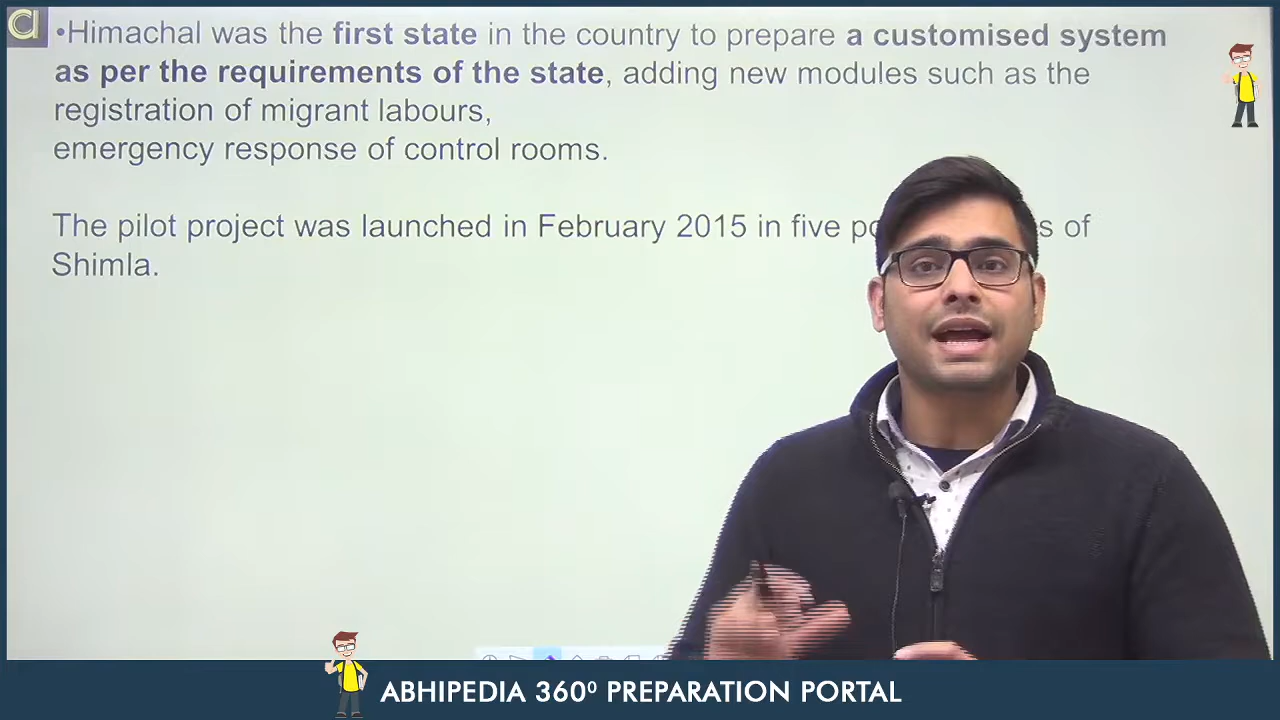 a
•Himachal was the first state in the country to prepare a customised system
as per the requirements of the state, adding new modules such as the
registration of migrant labours,
emergency response of control rooms.
The pilot project was launched in February 2015 in five of
Shimla.
ABHIPEDIA 360⁰ PREPARATION PORTAL